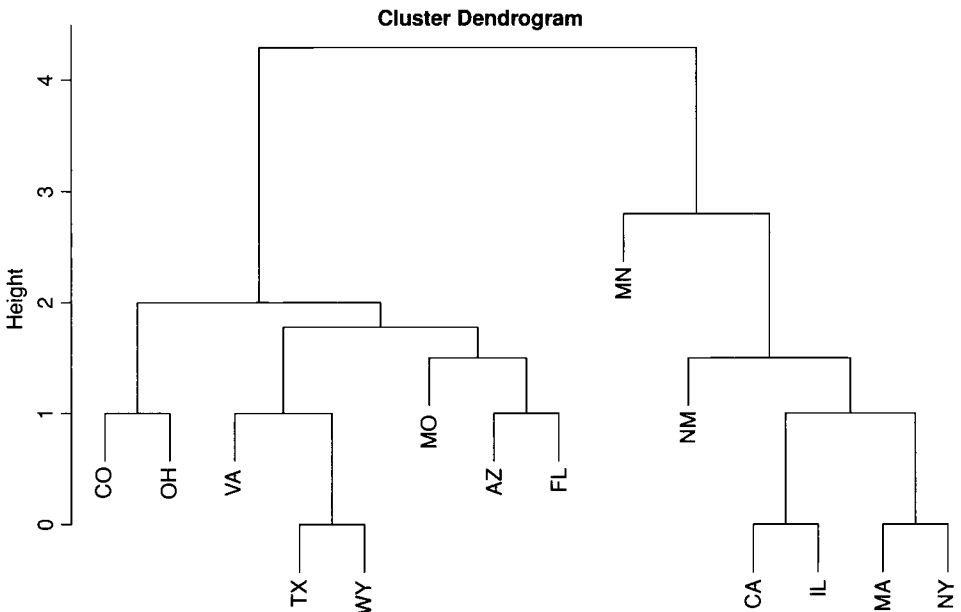 Cluster Dendrogram
Height
4
3
2
1
0
CO
OH
VA
TX
WY
MO
AZ
FL
MN
NM
CA
IL
MA
NY